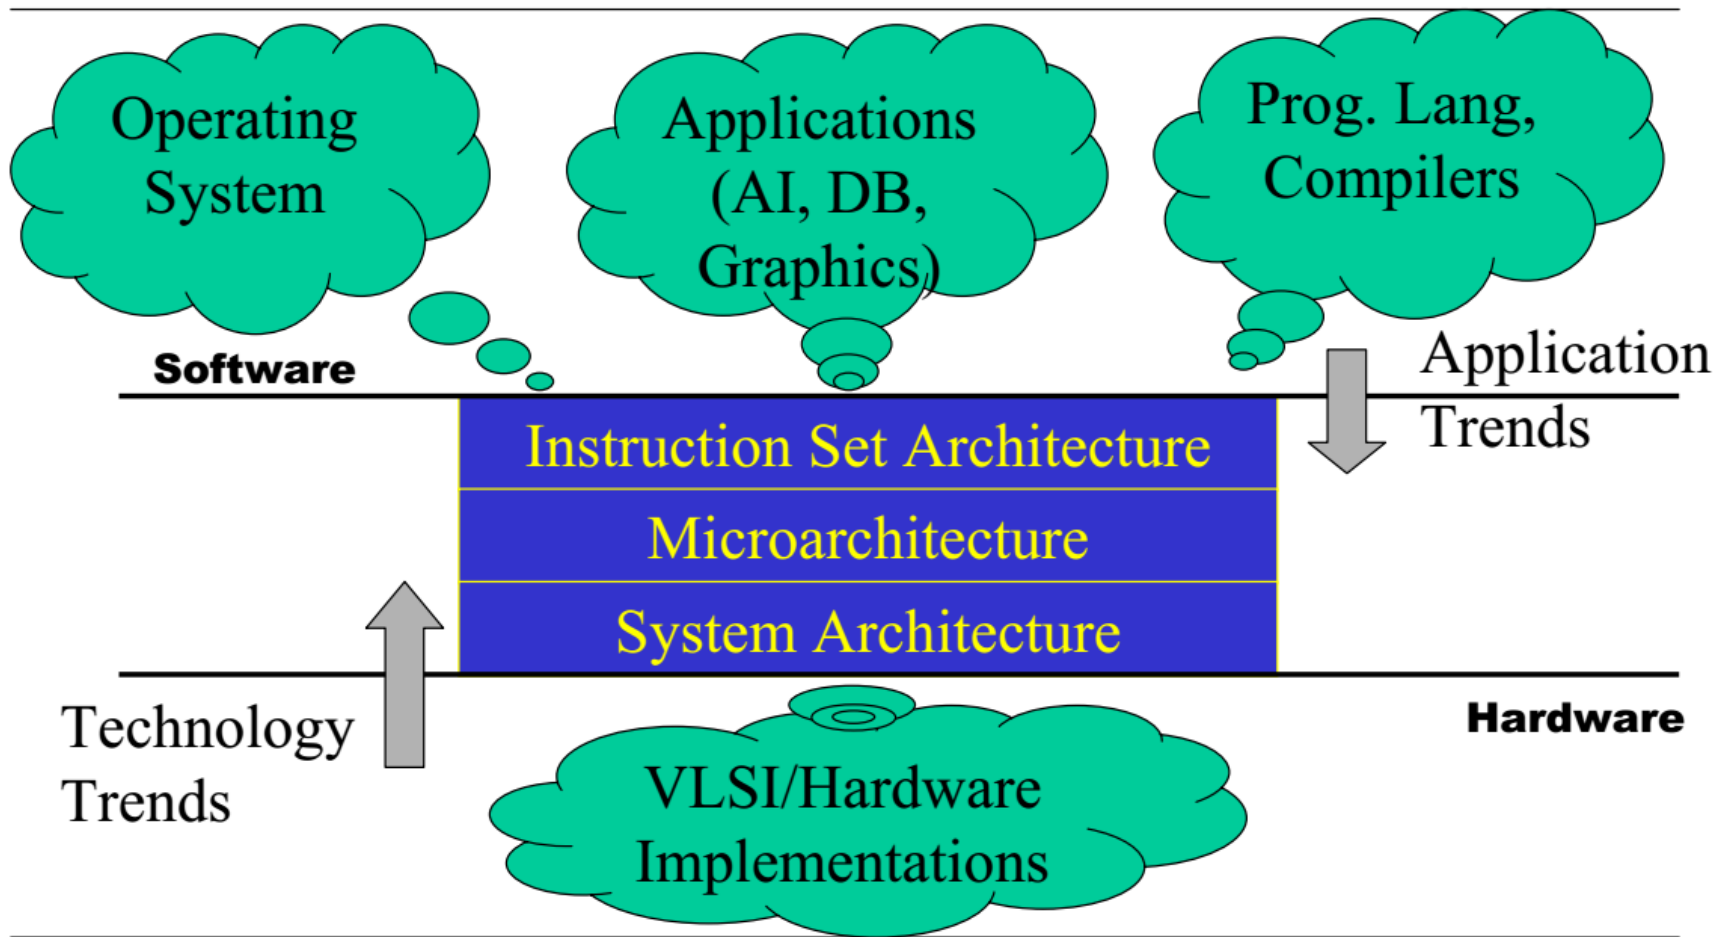 Operating
System
Applications
(AI, DB,
Graphics)
Prog. Lang,
Compilers
Software
Application
Trends
Instruction Set Architecture
Microarchitecture
System Architecture
Technology
Trends
Hardware
VLSI/Hardware
Implementations